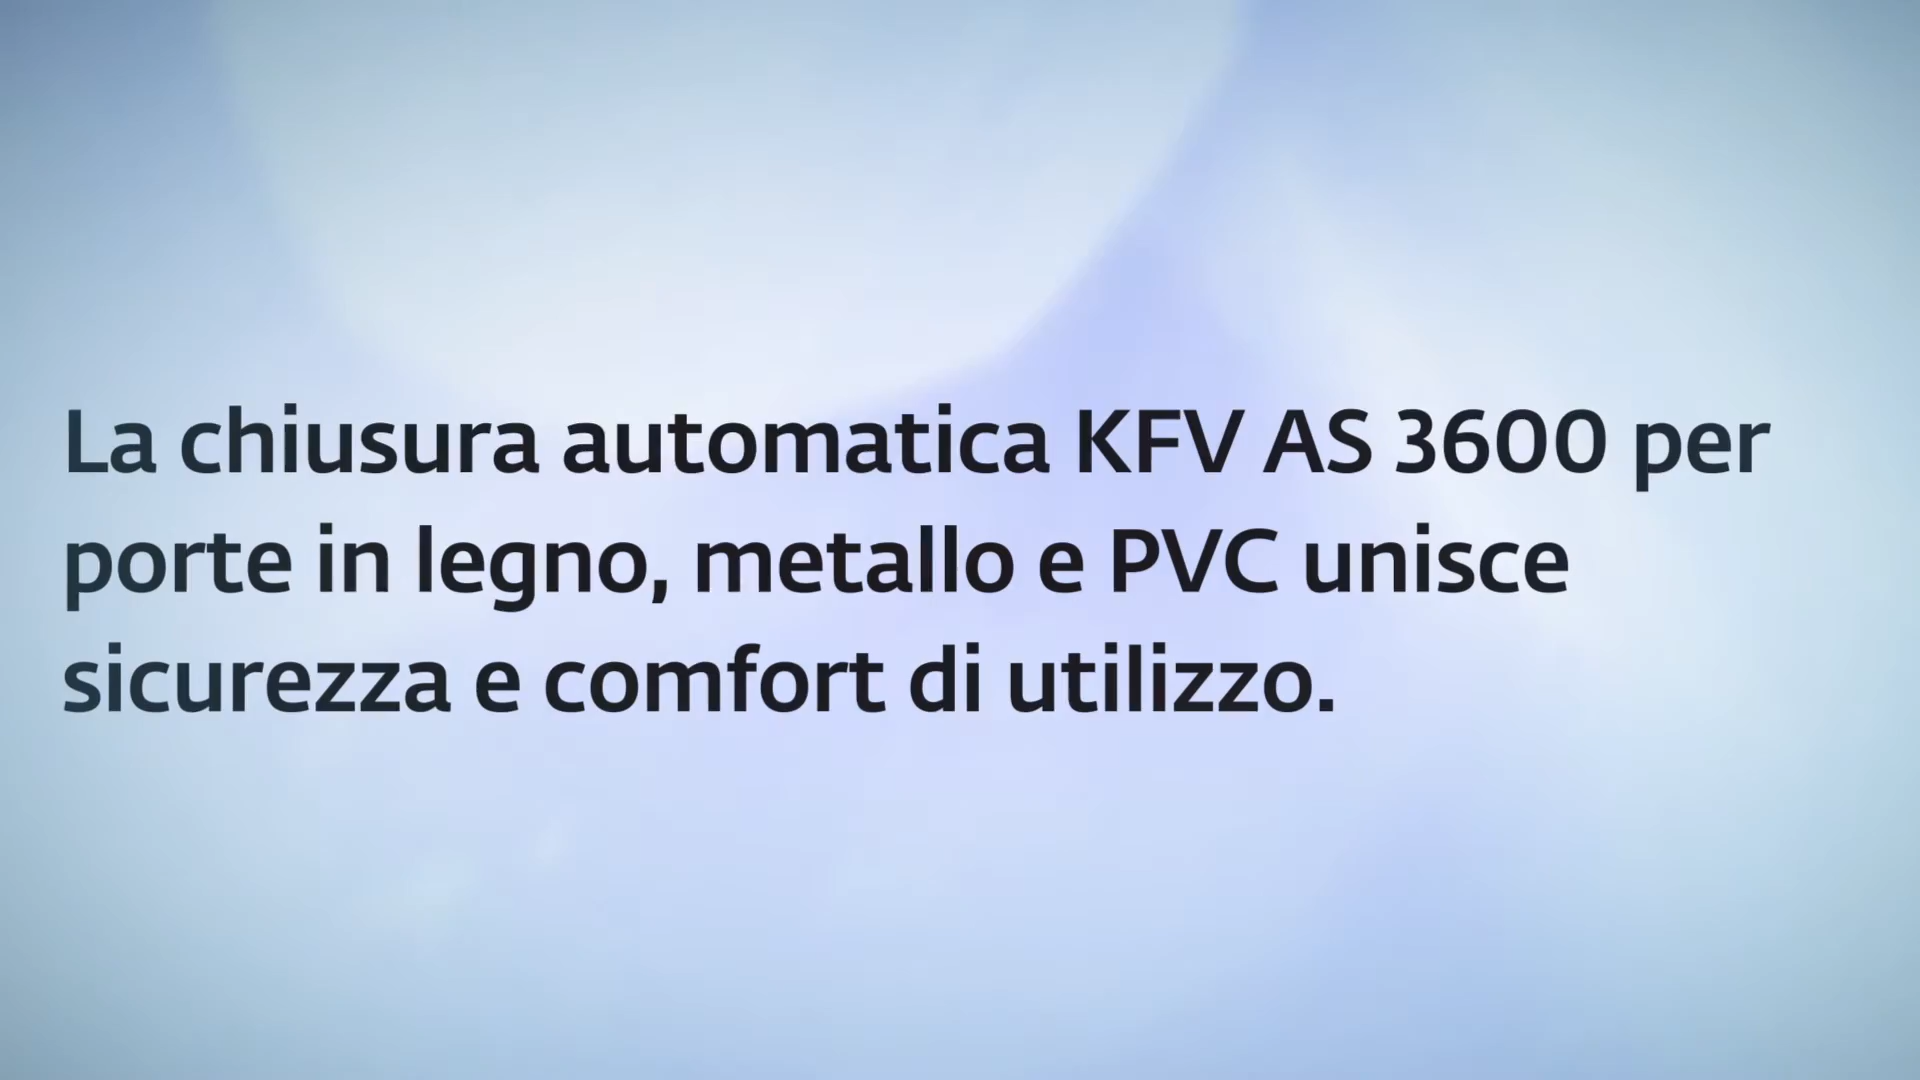 La chiusura automatica KFV AS 3600 per
porte in legno, metallo e PVC unisce
sicurezza e comfort di utilizzo.